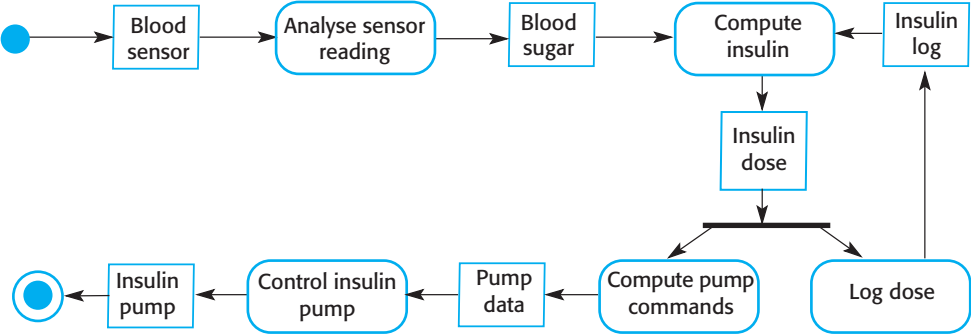 Blood
sensor
Analyse sensor
reading
Blood
sugar
Compute
insulin
Insulin
log
Insulin
dose
Insulin
pump
Control insulin
pump
Pump
data
Compute pump
commands
Log dose